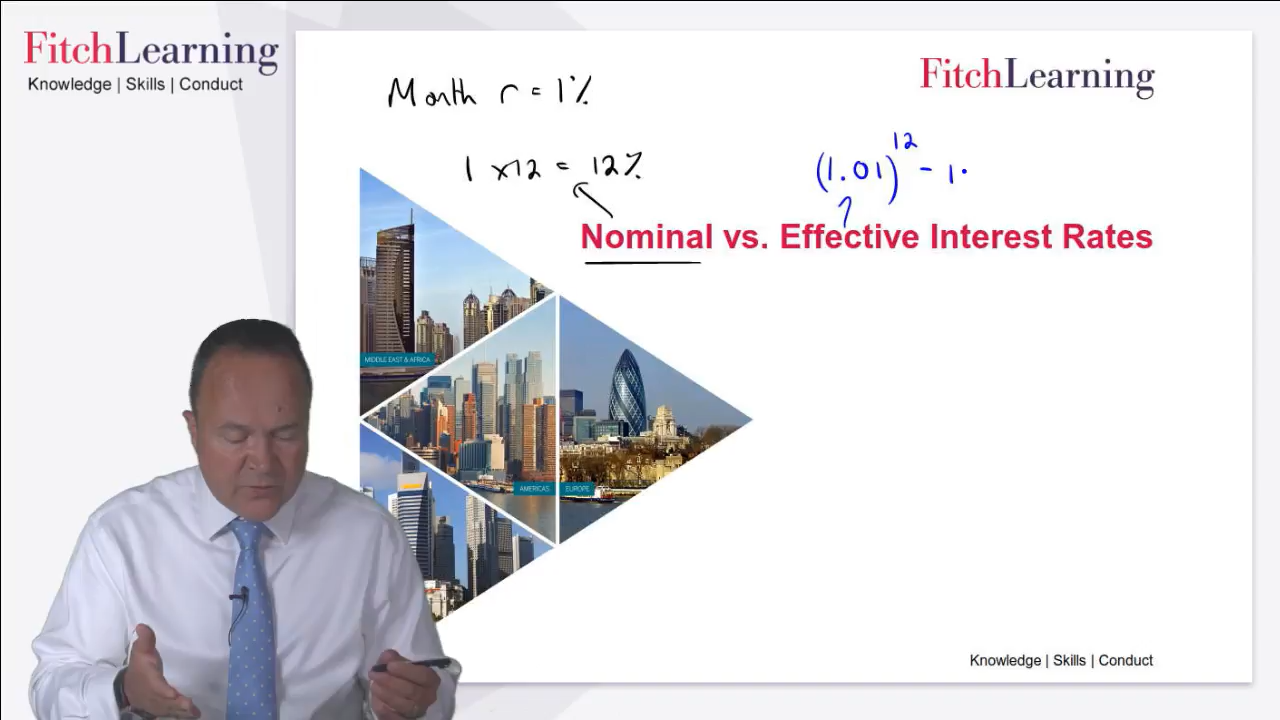 FitchLearning
Knowledge | Skills | Conduct
FitchLearning
Month r = 1%
1 x12 = 12%
(1.01)^12 - 1.
Nominal vs. Effective Interest Rates
MIDDLE EAST & AFRICA
AMERICAS
EUROPE
Knowledge | Skills | Conduct